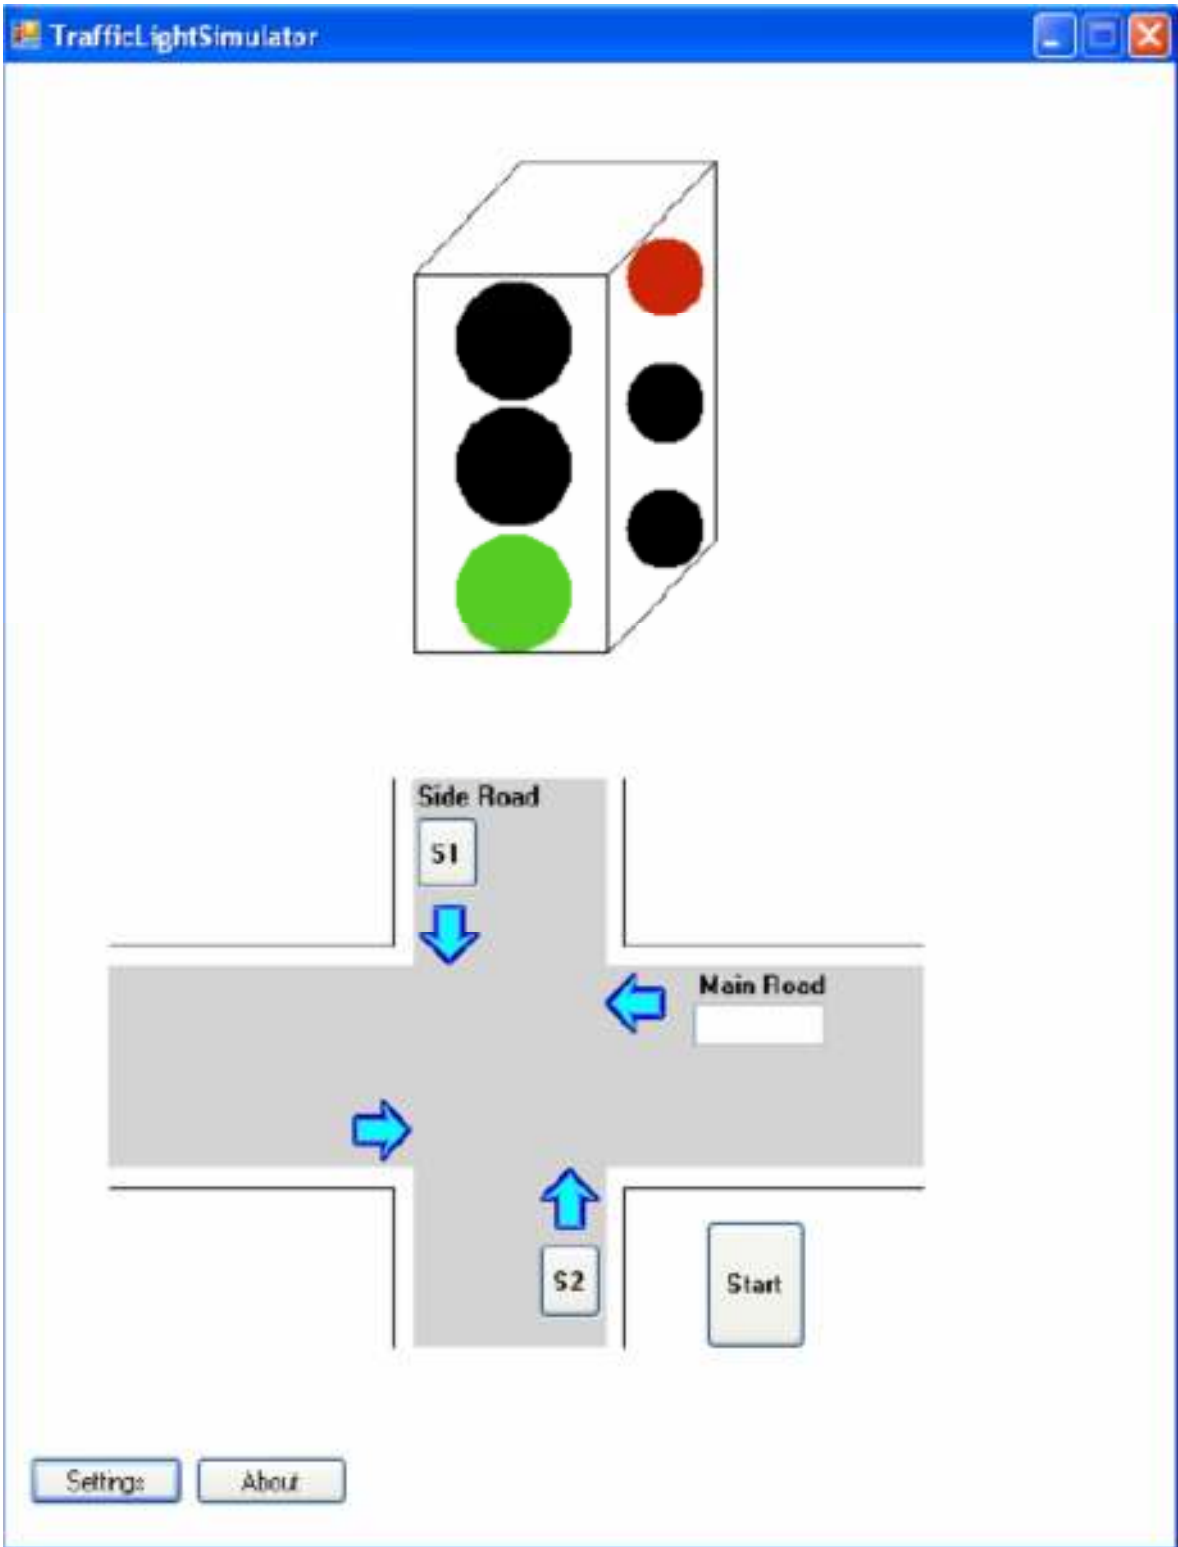 TrafficLightSimulator
Side Road
S1
Main Road
S2
Start
Settings
About